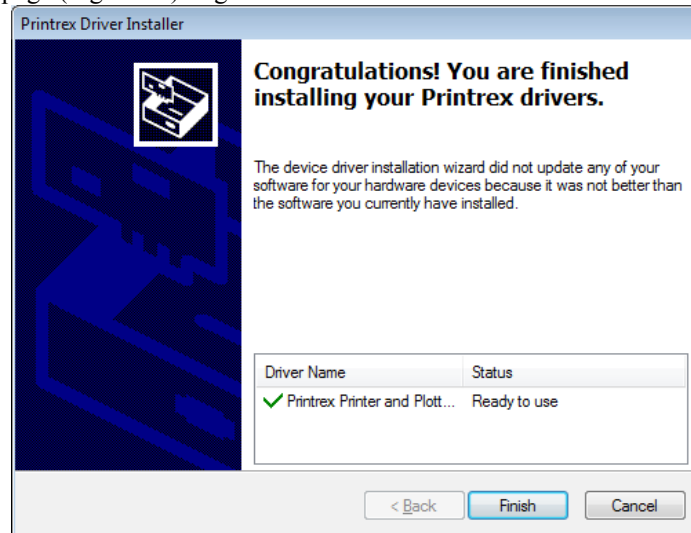 Printrex Driver Installer
Congratulations! You are finished
installing your Printrex drivers.
The device driver installation wizard did not update any of your
software for your hardware devices because it was not better than
the software you currently have installed.
Driver Name Status
Printrex Printer and Plott... Ready to use
< Back Finish Cancel